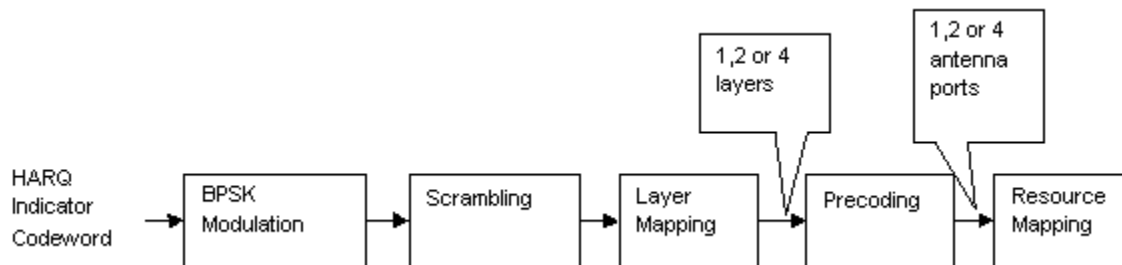 1,2 or 4
layers
1,2 or 4
antenna
ports
HARQ
Indicator
Codeword
BPSK
Modulation
Scrambling
Layer
Mapping
Precoding
Resource
Mapping